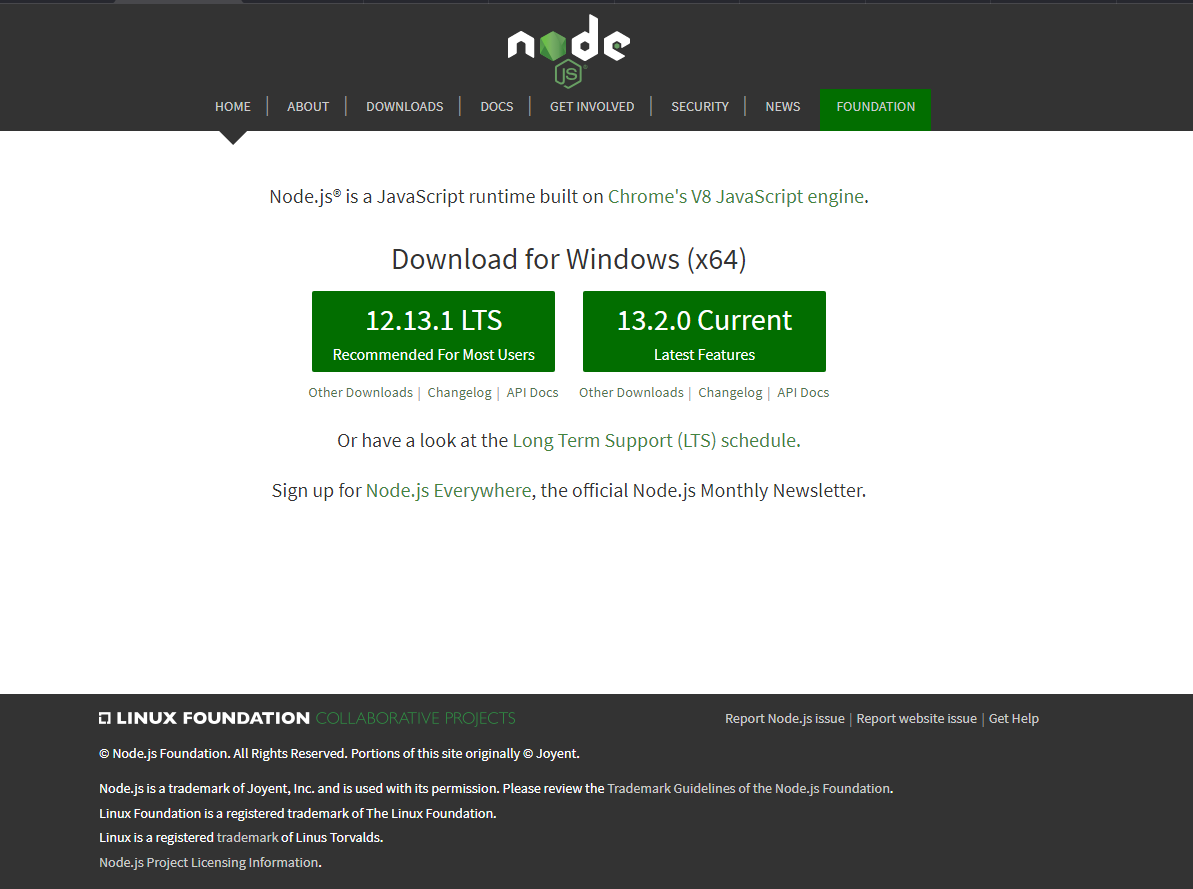 node
JS
HOME | ABOUT | DOWNLOADS | DOCS | GET INVOLVED | SECURITY | NEWS FOUNDATION
Node.js® is a JavaScript runtime built on Chrome's V8 JavaScript engine.
Download for Windows (x64)
12.13.1 LTS
Recommended For Most Users
13.2.0 Current
Latest Features
Other Downloads | Changelog | API Docs
Other Downloads | Changelog | API Docs
Or have a look at the Long Term Support (LTS) schedule.
Sign up for Node.js Everywhere, the official Node.js Monthly Newsletter.
LINUX FOUNDATION COLLABORATIVE PROJECTS
Report Node.js issue | Report website issue | Get Help
© Node.js Foundation. All Rights Reserved. Portions of this site originally © Joyent.
Node.js is a trademark of Joyent, Inc. and is used with its permission. Please review the Trademark Guidelines of the Node.js Foundation.
Linux Foundation is a registered trademark of The Linux Foundation.
Linux is a registered trademark of Linus Torvalds.
Node.js Project Licensing Information.